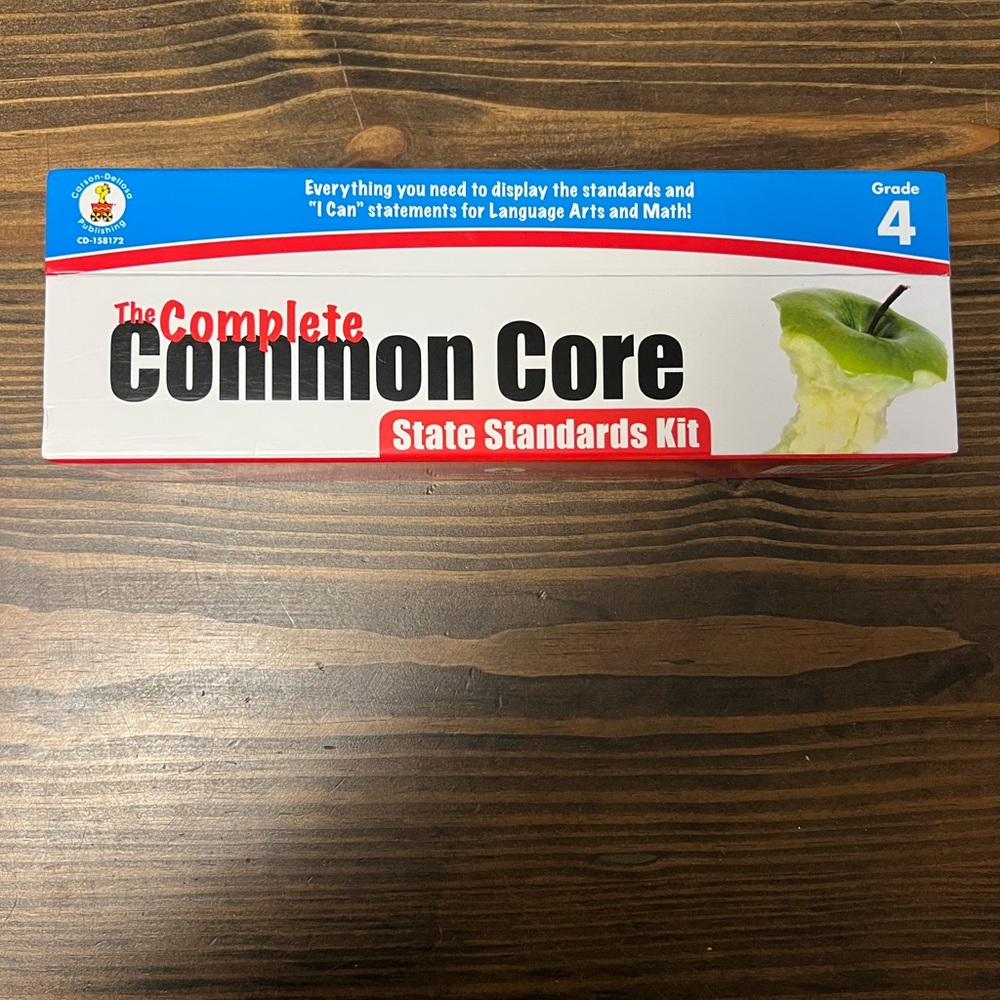 Carson-Dellosa
Publishing
CD-158172
Everything you need to display the standards and
"I Can" statements for Language Arts and Math!
Grade
4
The Complete
Common Core
State Standards Kit